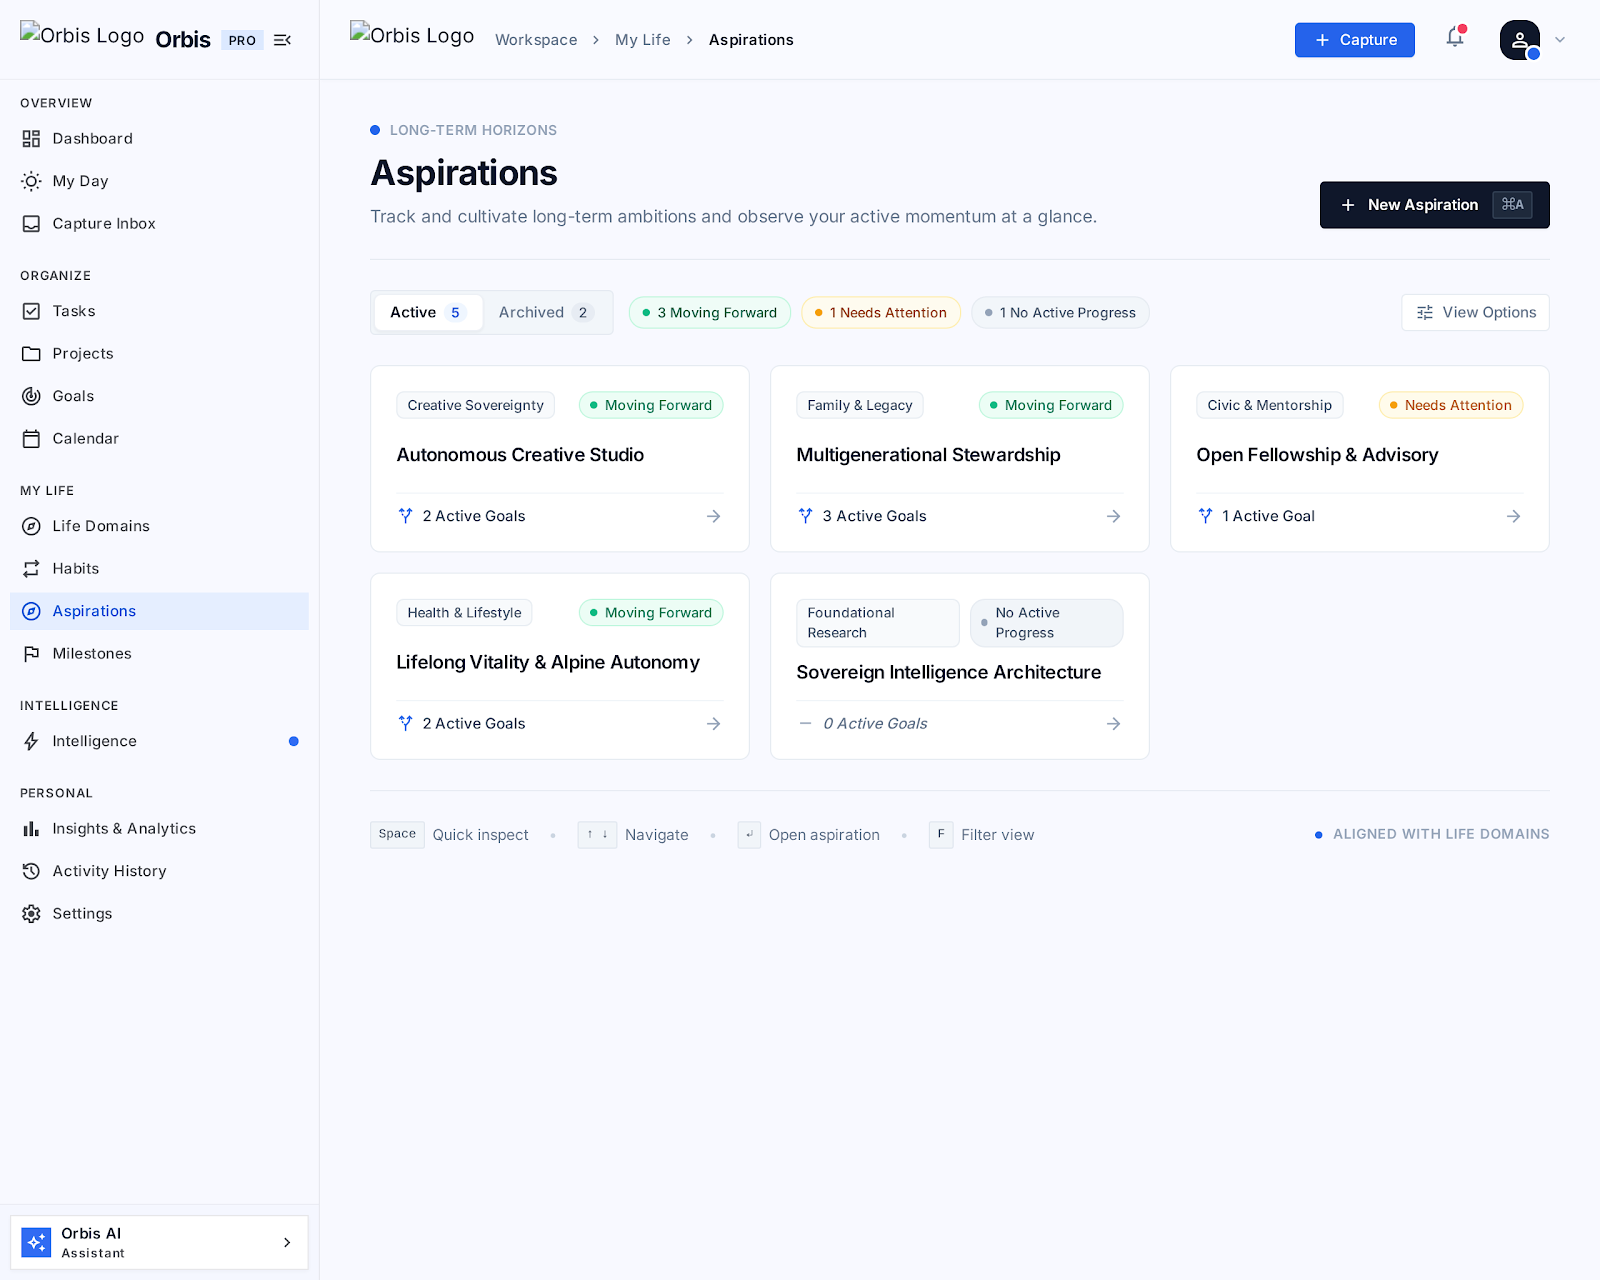 Orbis Logo Orbis PRO
Orbis Logo Workspace My Life Aspirations
+ Capture
OVERVIEW
Dashboard
My Day
Capture Inbox
ORGANIZE
Tasks
Projects
Goals
Calendar
MY LIFE
Life Domains
Habits
Aspirations
Milestones
INTELLIGENCE
Intelligence
PERSONAL
Insights & Analytics
Activity History
Settings
Orbis AI
Assistant
LONG-TERM HORIZONS
Aspirations
Track and cultivate long-term ambitions and observe your active momentum at a glance.
+ New Aspiration ⌘A
Active 5 Archived 2 3 Moving Forward 1 Needs Attention 1 No Active Progress View Options
Creative Sovereignty Moving Forward
Autonomous Creative Studio
2 Active Goals
Family & Legacy Moving Forward
Multigenerational Stewardship
3 Active Goals
Civic & Mentorship Needs Attention
Open Fellowship & Advisory
1 Active Goal
Health & Lifestyle Moving Forward
Lifelong Vitality & Alpine Autonomy
2 Active Goals
Foundational
Research
No Active
Progress
Sovereign Intelligence Architecture
0 Active Goals
Space Quick inspect • ↑ ↓ Navigate • ↲ Open aspiration • F Filter view
ALIGNED WITH LIFE DOMAINS